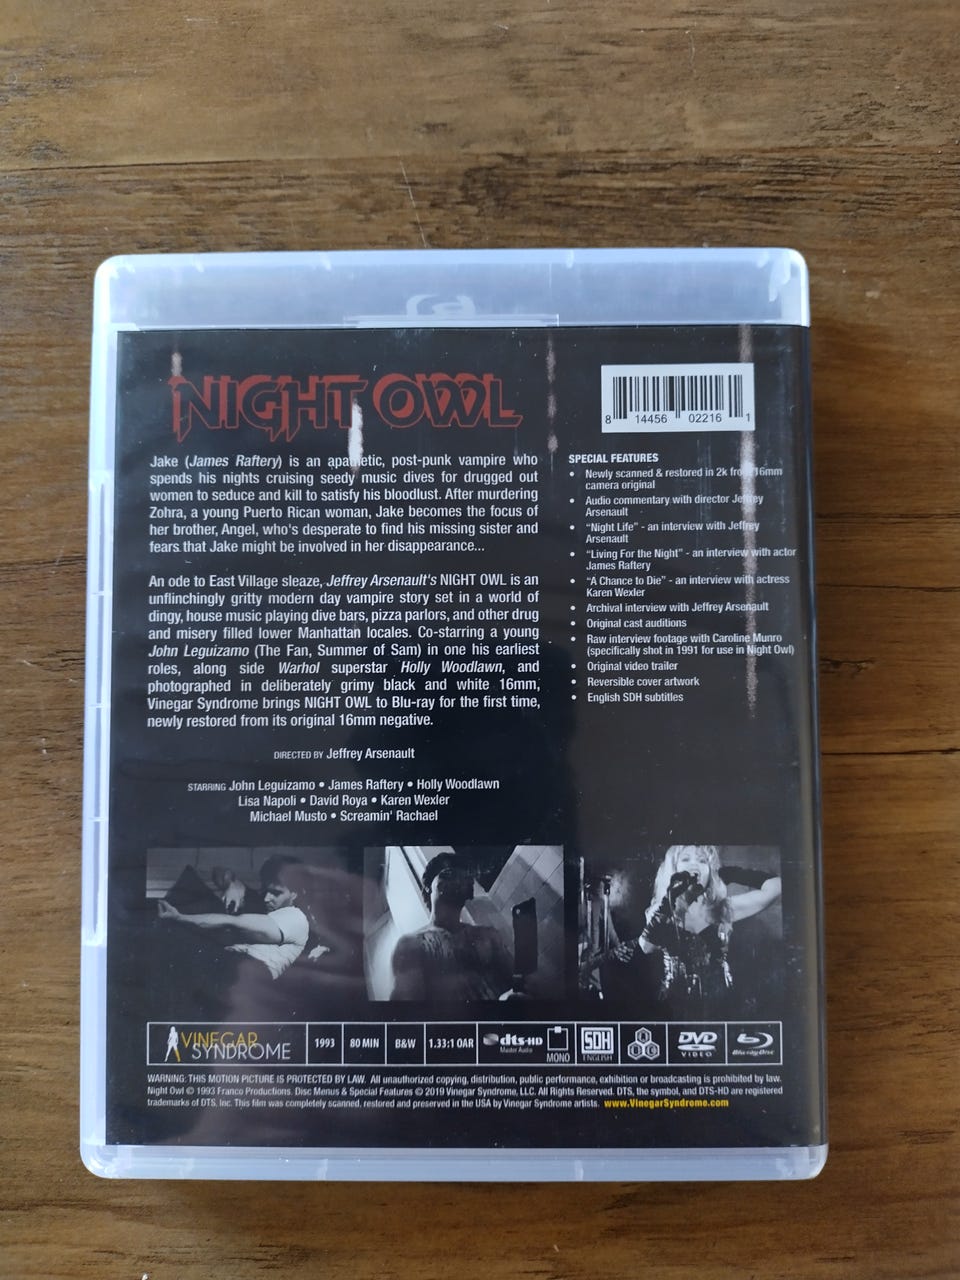 NIGHT OWL
8 14456 02216 1
Jake (James Raftery) is an apathetic, post-punk vampire who
spends his nights cruising seedy music dives for drugged out
women to seduce and kill to satisfy his bloodlust. After murdering
Zohra, a young Puerto Rican woman, Jake becomes the focus of
her brother, Angel, who's desperate to find his missing sister and
fears that Jake might be involved in her disappearance...
An ode to East Village sleaze, Jeffrey Arsenault's NIGHT OWL is an
unflinchingly gritty modern day vampire story set in a world of
dingy, house music playing dive bars, pizza parlors, and other drug
and misery filled lower Manhattan locales. Co-starring a young
John Leguizamo (The Fan, Summer of Sam) in one his earliest
roles, along side Warhol superstar Holly Woodlawn, and
photographed in deliberately grimy black and white 16mm,
Vinegar Syndrome brings NIGHT OWL to Blu-ray for the first time,
newly restored from its original 16mm negative.
DIRECTED BY Jeffrey Arsenault
STARRING John Leguizamo • James Raftery • Holly Woodlawn
Lisa Napoli • David Roya • Karen Wexler
Michael Musto • Screamin' Rachael
SPECIAL FEATURES
• Newly scanned & restored in 2k from 16mm
camera original
• Audio commentary with director Jeffrey
Arsenault
• "Night Life" - an interview with Jeffrey
Arsenault
• "Living For the Night" - an interview with actor
James Raftery
• "A Chance to Die" - an interview with actress
Karen Wexler
• Archival interview with Jeffrey Arsenault
• Original cast auditions
• Raw interview footage with Caroline Munro
(specifically shot in 1991 for use in Night Owl)
• Original video trailer
• Reversible cover artwork
• English SDH subtitles
VINEGAR
SYNDROME
1993
80 MIN
B&W
1.33:1 OAR
dts-HD
Master Audio
MONO
SDH
ENGLISH
DVD
VIDEO
Blu-ray Disc
WARNING: THIS MOTION PICTURE IS PROTECTED BY LAW. All unauthorized copying, distribution, public performance, exhibition or broadcasting is prohibited by law.
Night Owl © 1993 Franco Productions. Disc Menus & Special Features © 2019 Vinegar Syndrome, LLC. All Rights Reserved. DTS, the symbol, and DTS-HD are registered
trademarks of DTS, Inc. This film was completely scanned, restored and preserved in the USA by Vinegar Syndrome artists. www.VinegarSyndrome.com